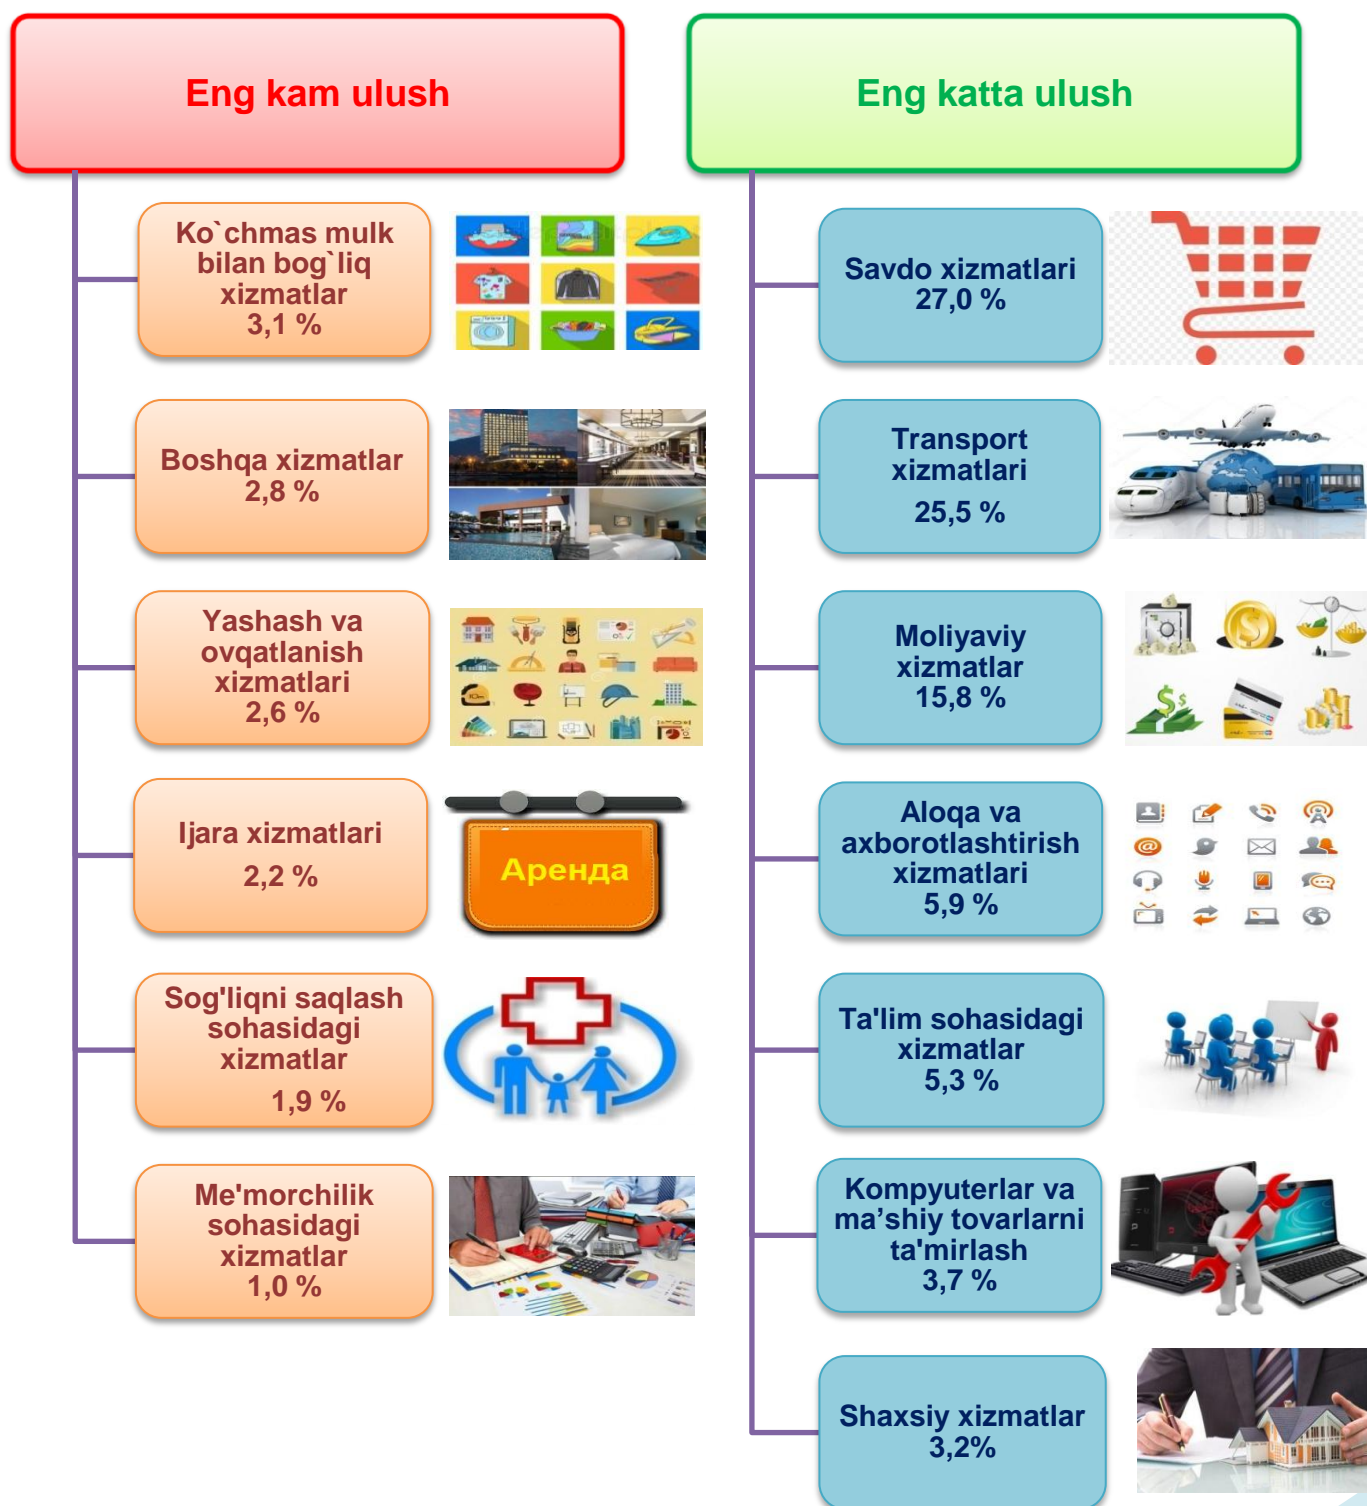 Eng kam ulush
Ko`chmas mulk
bilan bog`liq
xizmatlar
3,1 %
Boshqa xizmatlar
2,8 %
Yashash va
ovqatlanish
xizmatlari
2,6 %
Ijara xizmatlari
2,2 %
Аренда
Sog'liqni saqlash
sohasidagi
xizmatlar
1,9 %
Me'morchilik
sohasidagi
xizmatlar
1,0 %
Eng katta ulush
Savdo xizmatlari
27,0 %
Transport
xizmatlari
25,5 %
Moliyaviy
xizmatlar
15,8 %
Aloqa va
axborotlashtirish
xizmatlari
5,9 %
Ta'lim sohasidagi
xizmatlar
5,3 %
Kompyuterlar va
ma’shiy tovarlarni
ta'mirlash
3,7 %
Shaxsiy xizmatlar
3,2%